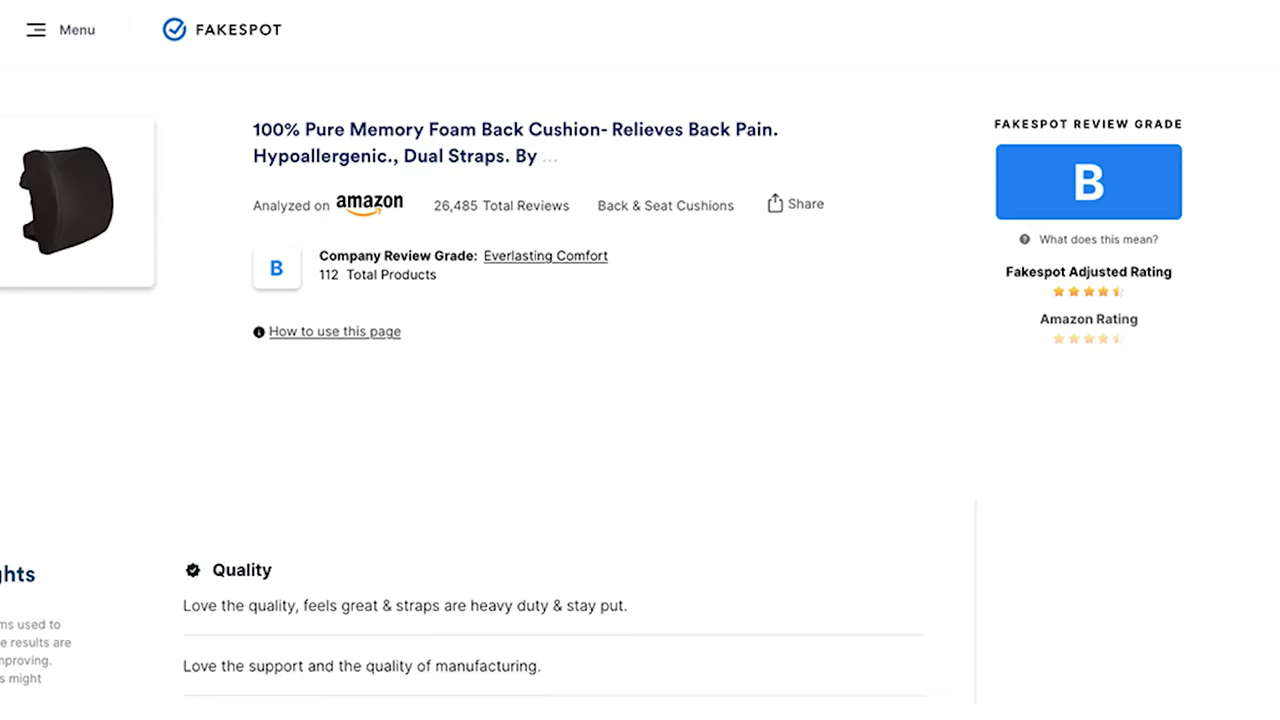 Menu
FAKESPOT
100% Pure Memory Foam Back Cushion- Relieves Back Pain.
Hypoallergenic., Dual Straps. By ...
Analyzed on amazon 26,485 Total Reviews Back & Seat Cushions Share
B
Company Review Grade: Everlasting Comfort
112 Total Products
How to use this page
FAKESPOT REVIEW GRADE
B
What does this mean?
Fakespot Adjusted Rating
Amazon Rating
ghts
ms used to
e results are
mproving.
s might
Quality
Love the quality, feels great & straps are heavy duty & stay put.
Love the support and the quality of manufacturing.